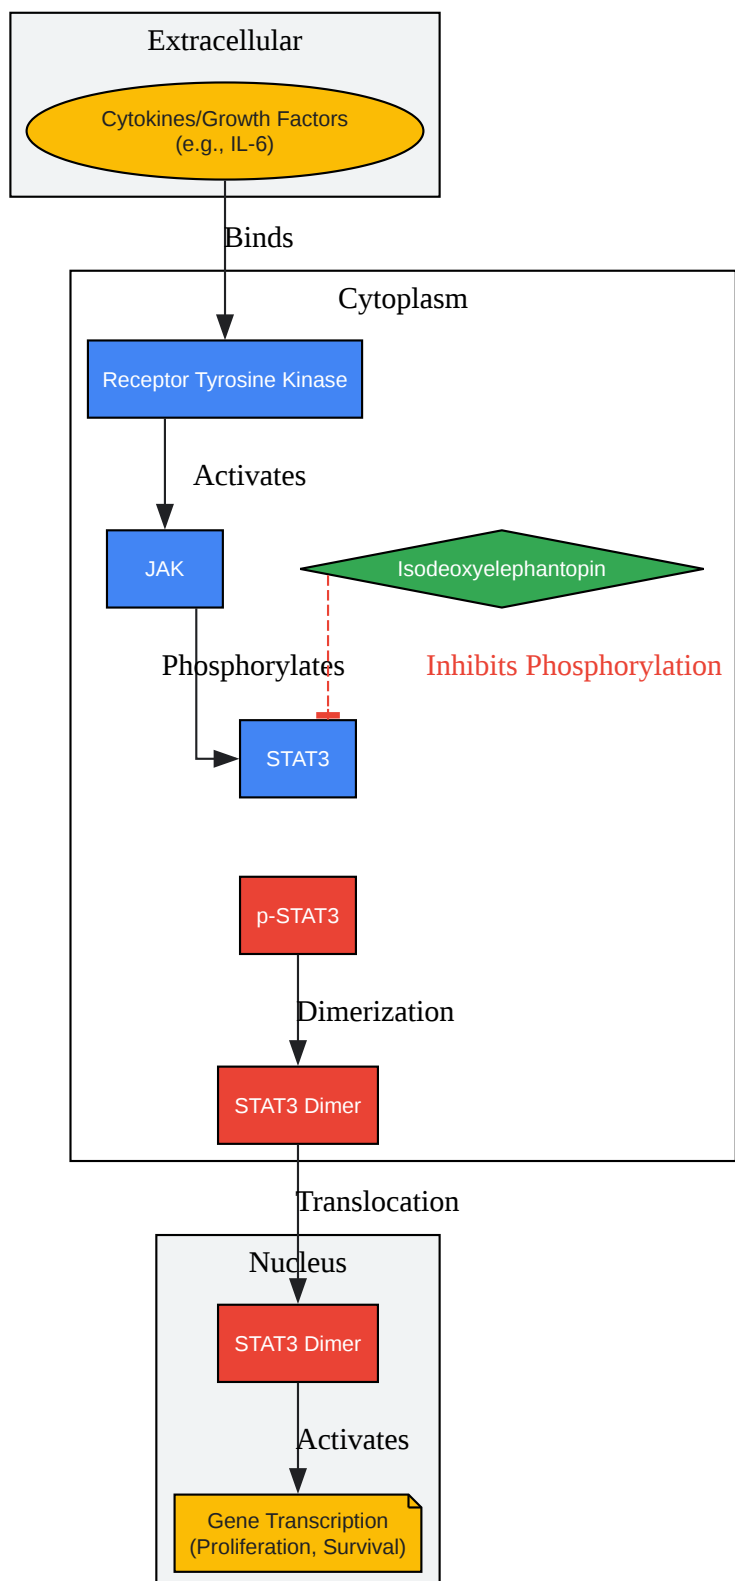 Extracellular
Cytokines/Growth Factors
(e.g., IL-6)
Binds
Cytoplasm
Receptor Tyrosine Kinase
Activates
JAK
Isodeoxyelephantopin
Phosphorylates
Inhibits Phosphorylation
STAT3
p-STAT3
Dimerization
STAT3 Dimer
Translocation
Nucleus
STAT3 Dimer
Activates
Gene Transcription
(Proliferation, Survival)